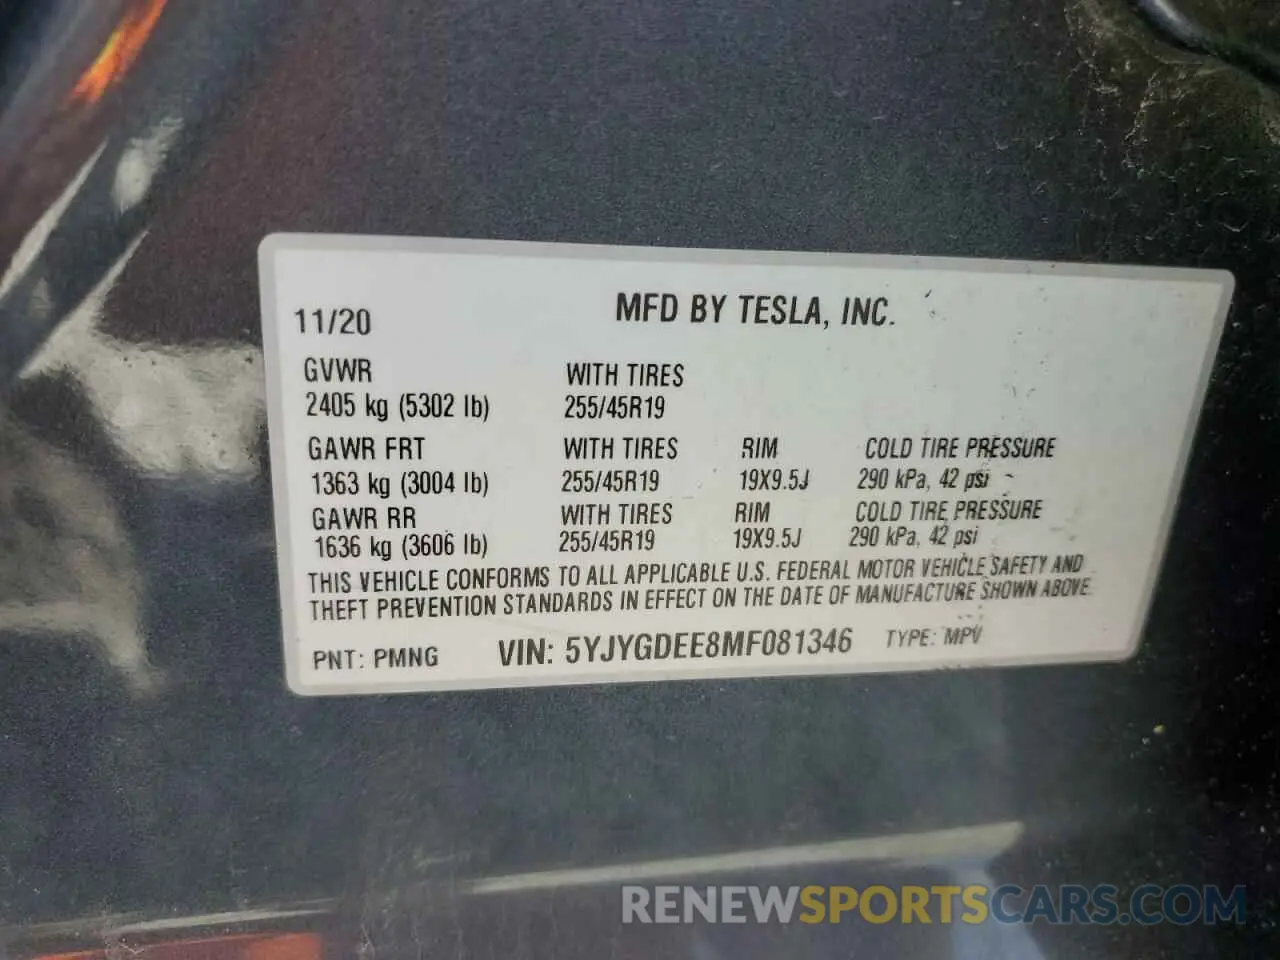 MFD BY TESLA, INC.
11/20
GVWR WITH TIRES
2405 kg (5302 lb) 255/45R19
GAWR FRT WITH TIRES RIM COLD TIRE PRESSURE
1363 kg (3004 lb) 255/45R19 19X9.5J 290 kPa, 42 psi
GAWR RR WITH TIRES RIM COLD TIRE PRESSURE
1636 kg (3606 lb) 255/45R19 19X9.5J 290 kPa, 42 psi
THIS VEHICLE CONFORMS TO ALL APPLICABLE U.S. FEDERAL MOTOR VEHICLE SAFETY AND
THEFT PREVENTION STANDARDS IN EFFECT ON THE DATE OF MANUFACTURE SHOWN ABOVE.
PNT: PMNG VIN: 5YJYGDEE8MF081346 TYPE: MPV
RENEWSPORTSCARS.COM